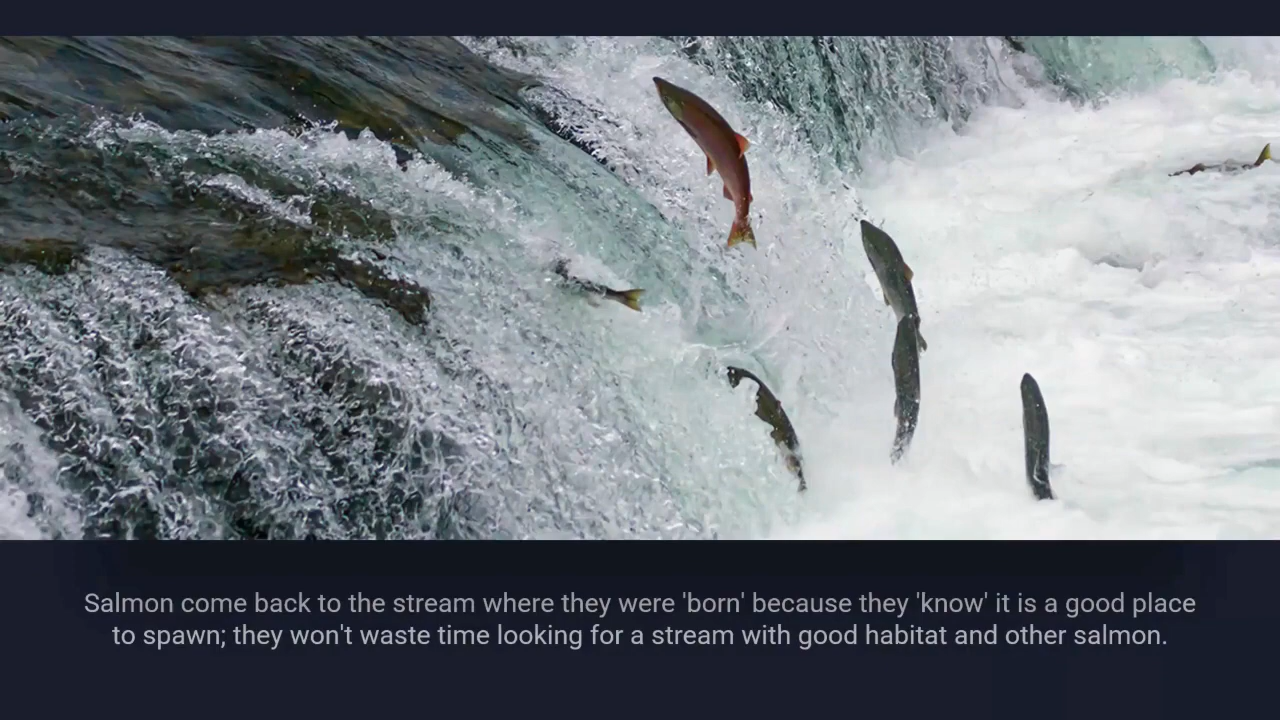 Salmon come back to the stream where they were 'born' because they 'know' it is a good place
to spawn; they won't waste time looking for a stream with good habitat and other salmon.